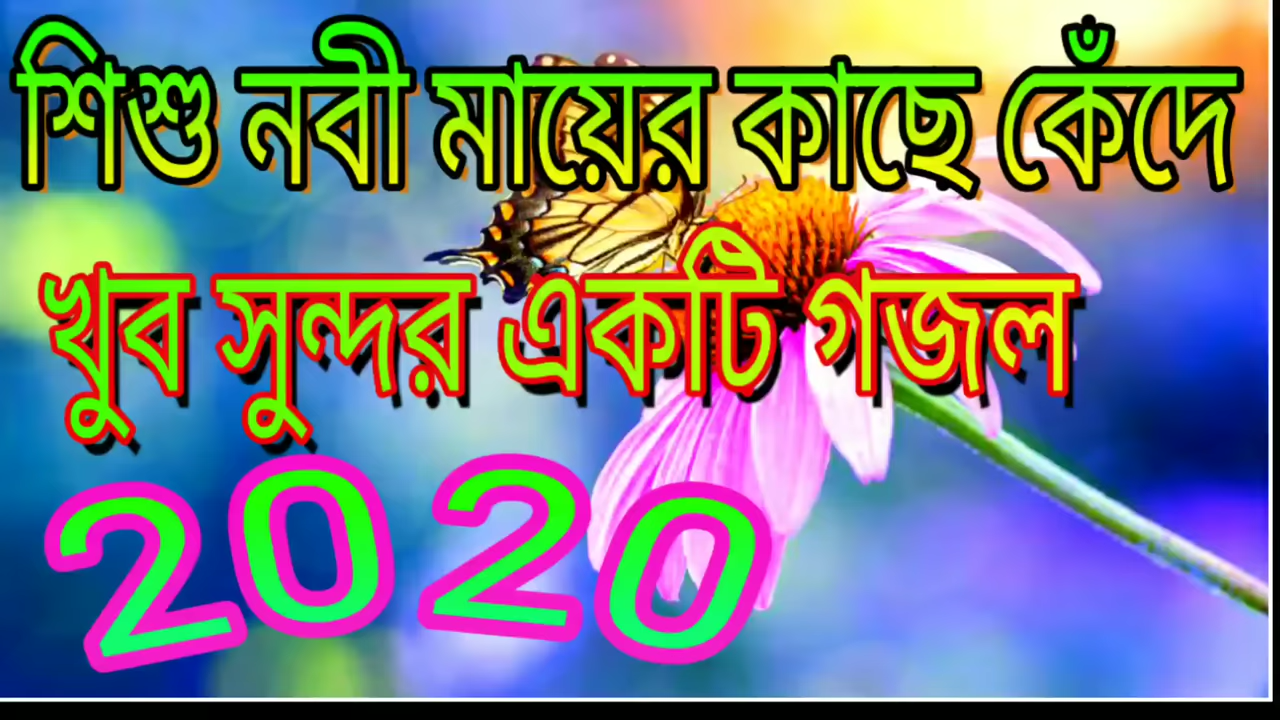 শিশু নবী মায়ের কাছে কেঁদে
খুব সুন্দর একটি গজল
2020